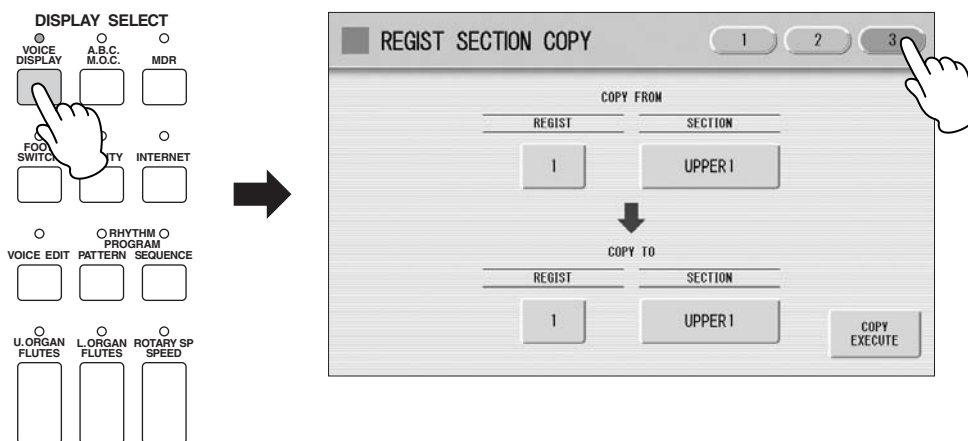 DISPLAY SELECT
VOICE
DISPLAY
A.B.C.
M.O.C.
MDR
SWITCH
INTERNET
VOICE EDIT
RHYTHM
PROGRAM
PATTERN SEQUENCE
U.ORGAN
FLUTES
L.ORGAN
FLUTES
ROTARY SP
SPEED
REGIST SECTION COPY
1
2
3
COPY FROM
REGIST
SECTION
1
UPPER1
COPY TO
REGIST
SECTION
1
UPPER1
COPY
EXECUTE